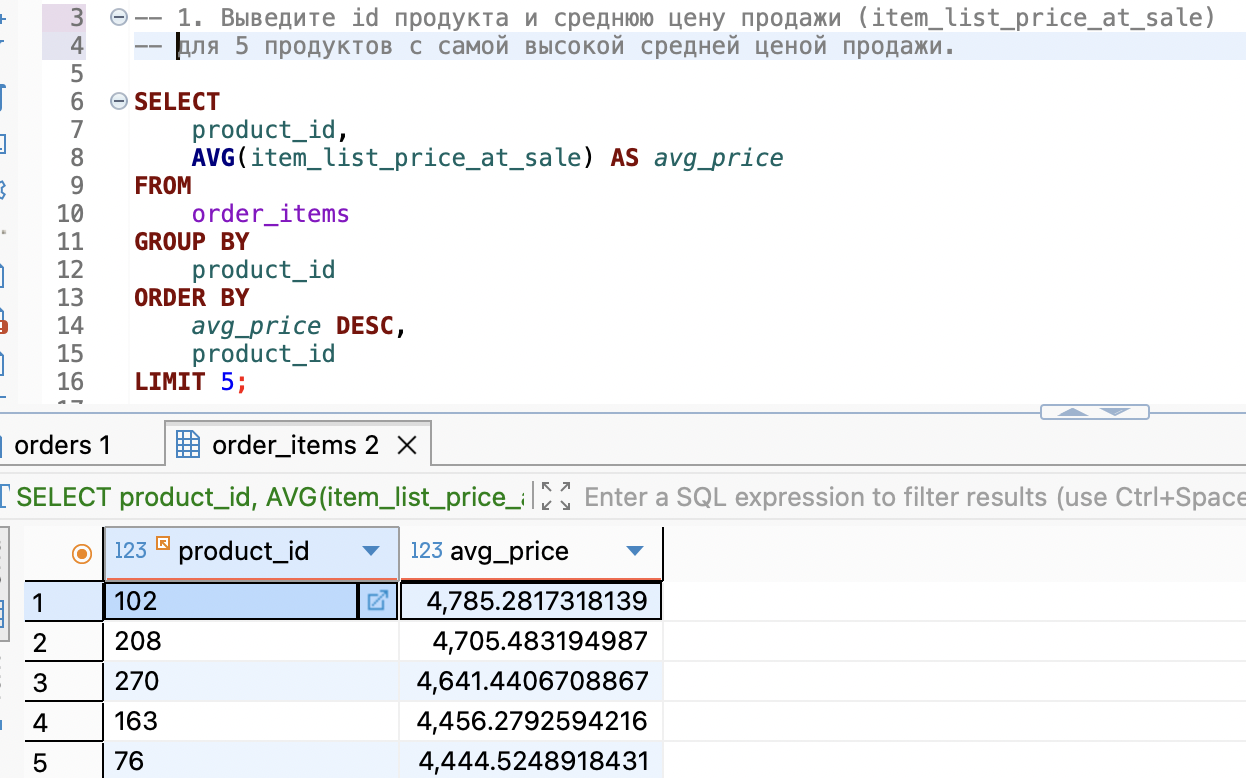 3 -- 1. Выведите id продукта и среднюю цену продажи (item_list_price_at_sale)
4 -- для 5 продуктов с самой высокой средней ценой продажи.
5
6 SELECT
7 product_id,
8 AVG(item_list_price_at_sale) AS avg_price
9 FROM
10 order_items
11 GROUP BY
12 product_id
13 ORDER BY
14 avg_price DESC,
15 product_id
16 LIMIT 5;
orders 1 order_items 2
SELECT product_id, AVG(item_list_price_ Enter a SQL expression to filter results (use Ctrl+Space
123 product_id 123 avg_price
1 102 4,785.2817318139
2 208 4,705.483194987
3 270 4,641.4406708867
4 163 4,456.2792594216
5 76 4,444.5248918431